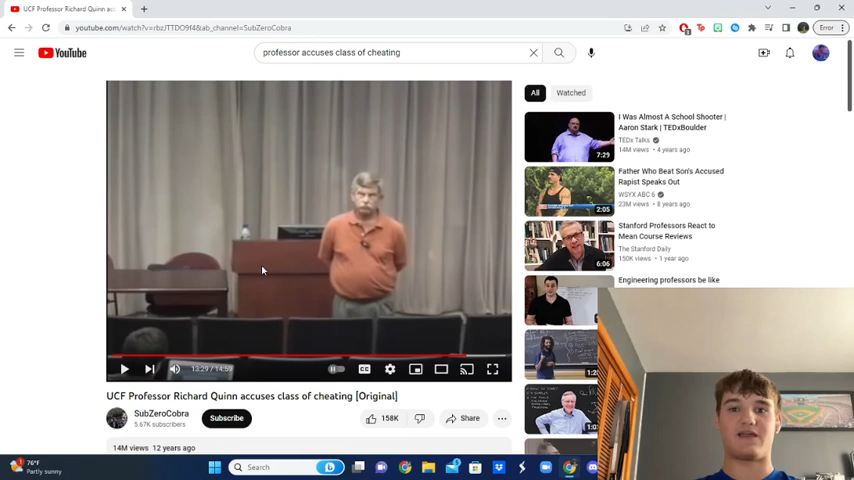 UCF Professor Richard Quinn ac
youtube.com/watch?v=rbzJTTDO9f4&ab_channel=SubZeroCobra
Error
YouTube
professor accuses class of cheating
All
Watched
I Was Almost A School Shooter |
Aaron Stark | TEDxBoulder
TEDx Talks
14M views • 4 years ago
7:29
Father Who Beat Son's Accused
Rapist Speaks Out
WSYX ABC 6
23M views • 8 years ago
2:05
Stanford Professors React to
Mean Course Reviews
The Stanford Daily
150K views • 1 year ago
6:06
Engineering professors be like
13:29 / 14:59
CC
UCF Professor Richard Quinn accuses class of cheating [Original]
SubZeroCobra
5.67K subscribers
Subscribe
158K
Share
14M views 12 years ago
76°F
Partly sunny
Search